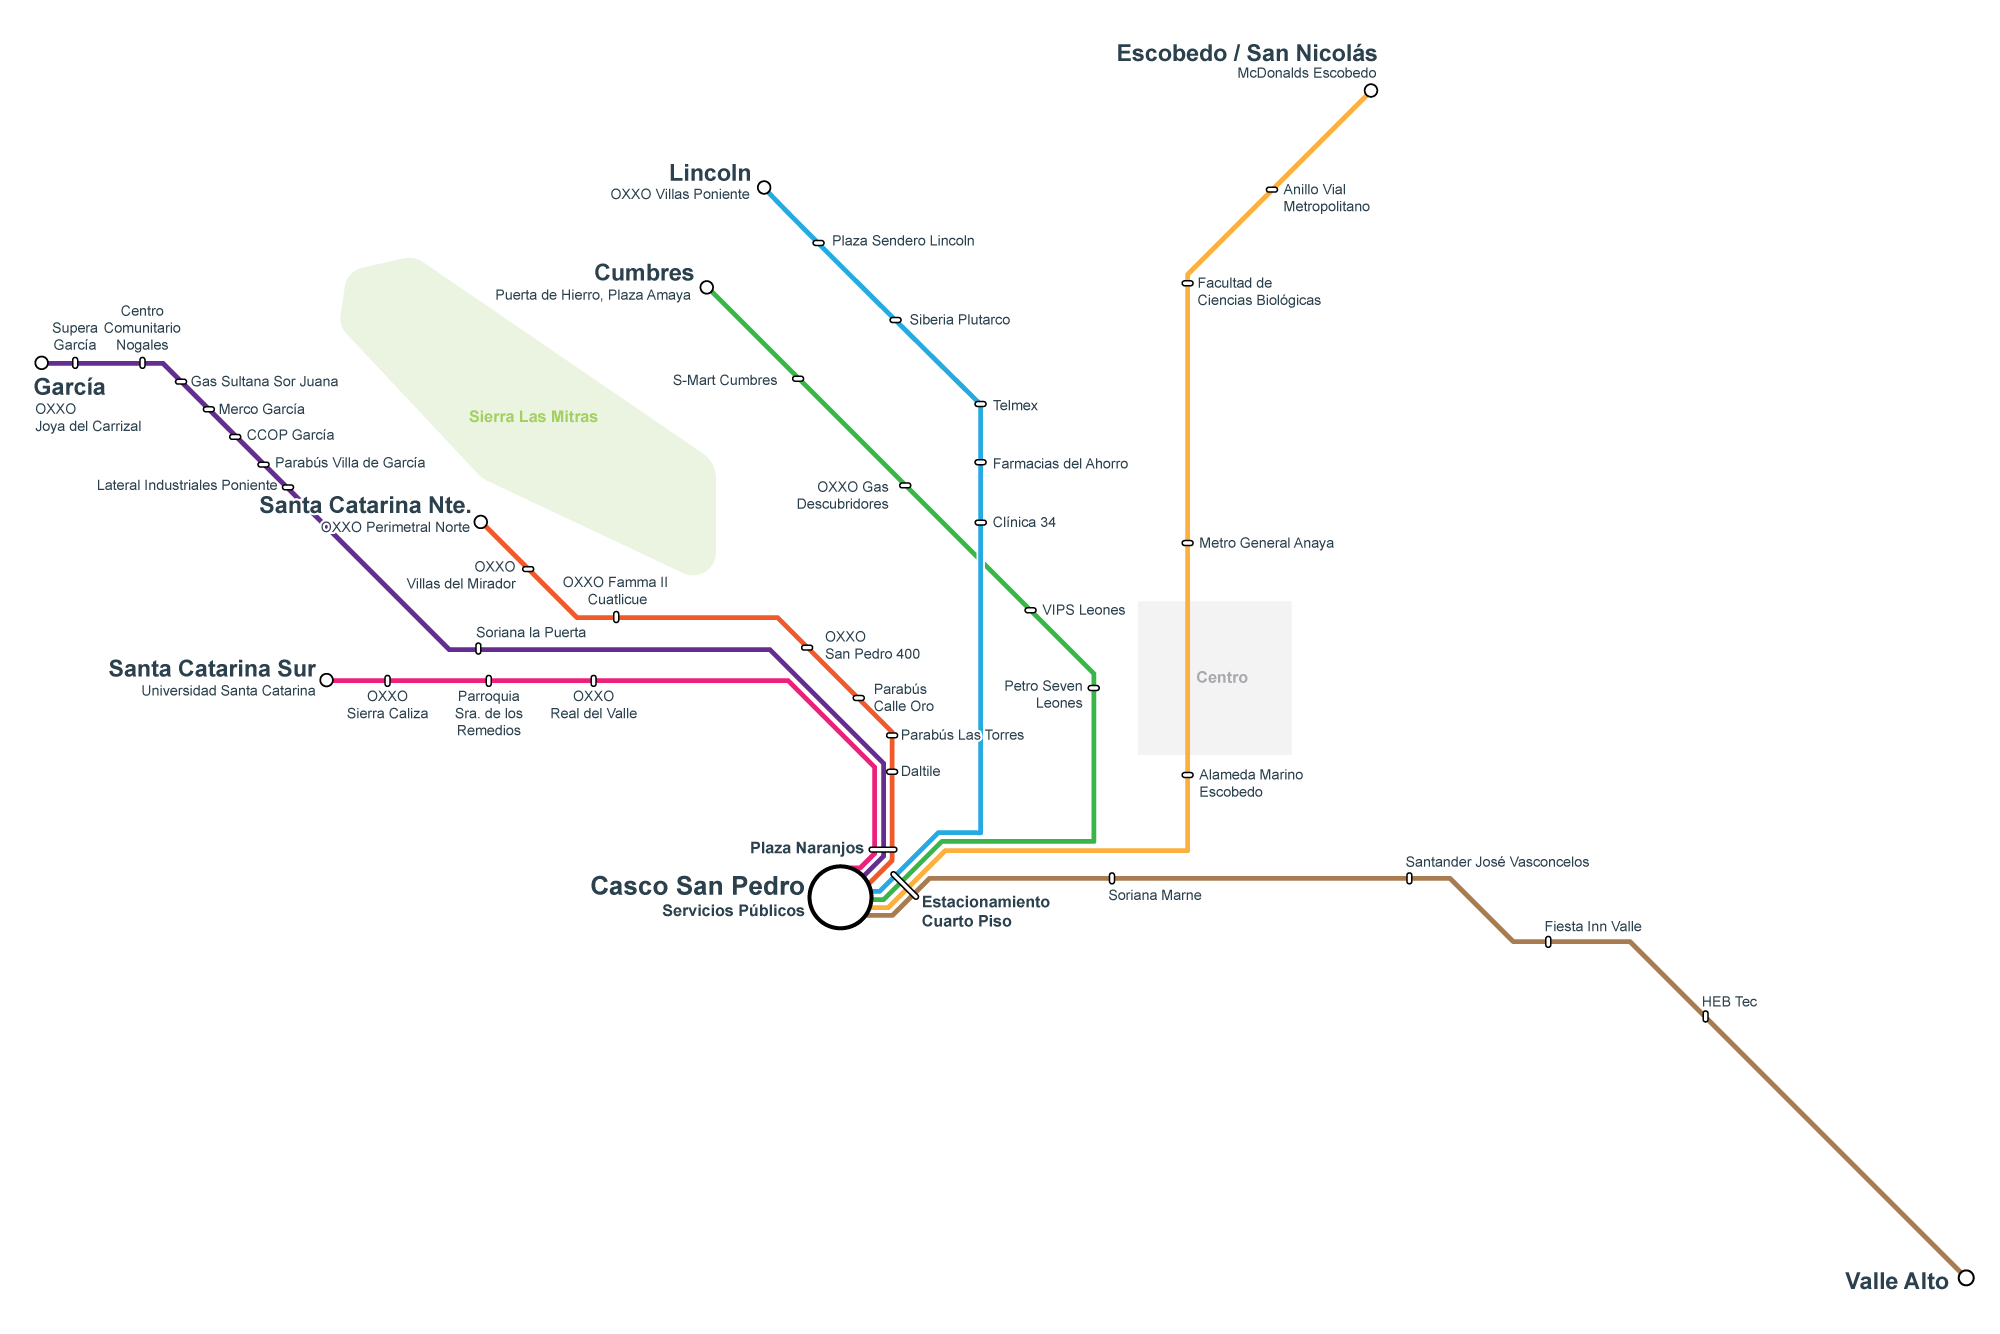 Escobedo / San Nicolás
McDonalds Escobedo
Anillo Vial
Metropolitano
Facultad de
Ciencias Biológicas
Metro General Anaya
Centro
Alameda Marino
Escobedo
Lincoln
OXXO Villas Poniente
Plaza Sendero Lincoln
Siberia Plutarco
Telmex
Farmacias del Ahorro
Clínica 34
Cumbres
Puerta de Hierro, Plaza Amaya
S-Mart Cumbres
OXXO Gas
Descubridores
VIPS Leones
Petro Seven
Leones
Sierra Las Mitras
Supera
García
Centro
Comunitario
Nogales
García
OXXO
Joya del Carrizal
Gas Sultana Sor Juana
Merco García
CCOP García
Parabús Villa de García
Lateral Industriales Poniente
Soriana la Puerta
Santa Catarina Nte.
OXXO Perimetral Norte
OXXO
Villas del Mirador
OXXO Famma II
Cuatlicue
OXXO
San Pedro 400
Parabús
Calle Oro
Parabús Las Torres
Daltile
Santa Catarina Sur
Universidad Santa Catarina
OXXO
Sierra Caliza
Parroquia
Sra. de los
Remedios
OXXO
Real del Valle
Plaza Naranjos
Casco San Pedro
Servicios Públicos
Estacionamiento
Cuarto Piso
Soriana Marne
Santander José Vasconcelos
Fiesta Inn Valle
HEB Tec
Valle Alto